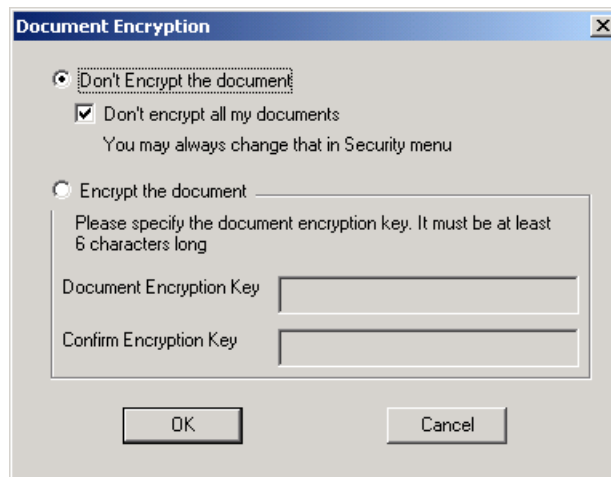 Document Encryption
Don't Encrypt the document
Don't encrypt all my documents
You may always change that in Security menu
Encrypt the document
Please specify the document encryption key. It must be at least
6 characters long
Document Encryption Key
Confirm Encryption Key
OK
Cancel